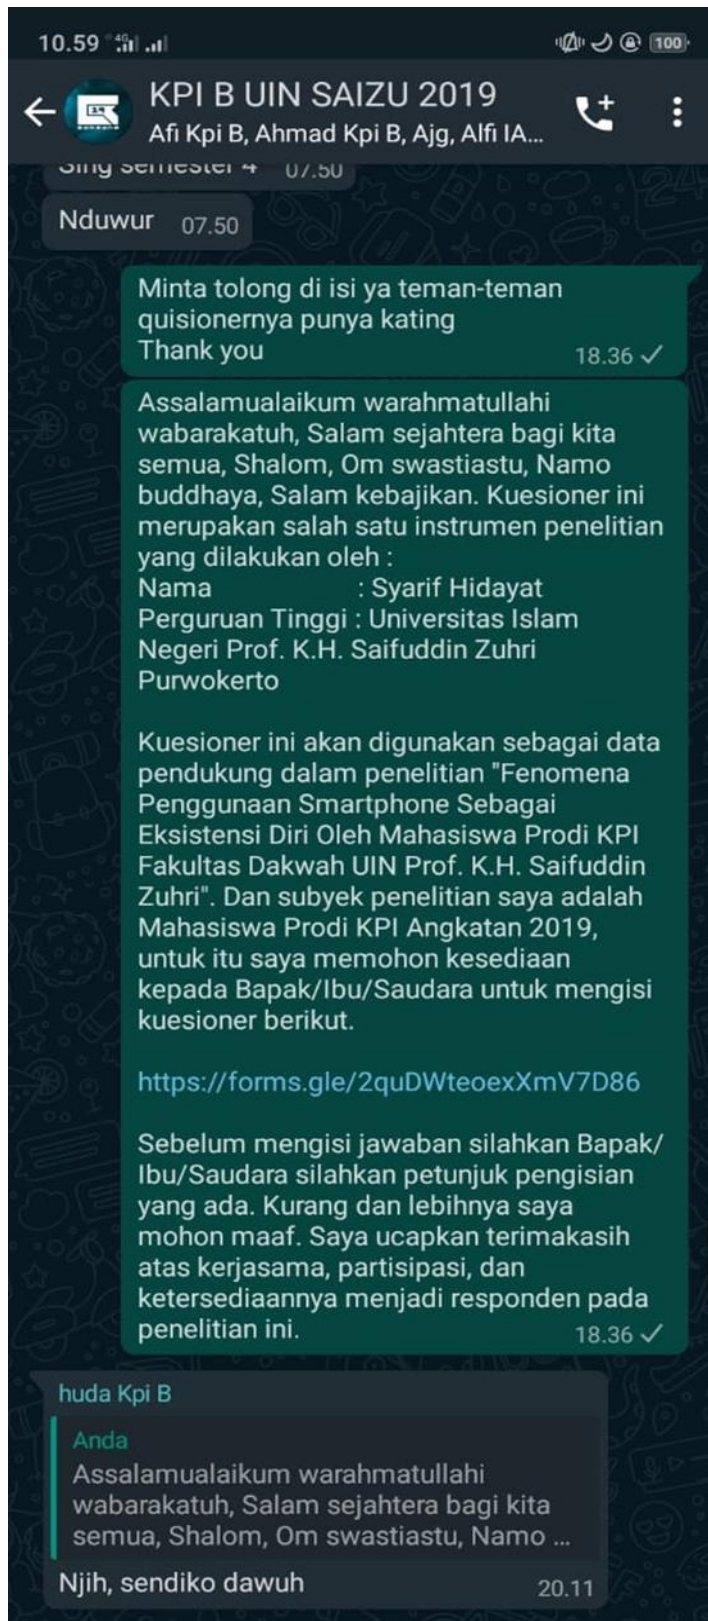 10.59 4G
100
KPI B UIN SAIZU 2019
Afi Kpi B, Ahmad Kpi B, Ajg, Alfi IA...
Sing semester 4 07.50
Nduwur 07.50
Minta tolong di isi ya teman-teman
quisionernya punya kating
Thank you 18.36
Assalamualaikum warahmatullahi
wabarakatuh, Salam sejahtera bagi kita
semua, Shalom, Om swastiastu, Namo
buddhaya, Salam kebajikan. Kuesioner ini
merupakan salah satu instrumen penelitian
yang dilakukan oleh :
Nama : Syarif Hidayat
Perguruan Tinggi : Universitas Islam
Negeri Prof. K.H. Saifuddin Zuhri
Purwokerto
Kuesioner ini akan digunakan sebagai data
pendukung dalam penelitian "Fenomena
Penggunaan Smartphone Sebagai
Eksistensi Diri Oleh Mahasiswa Prodi KPI
Fakultas Dakwah UIN Prof. K.H. Saifuddin
Zuhri". Dan subyek penelitian saya adalah
Mahasiswa Prodi KPI Angkatan 2019,
untuk itu saya memohon kesediaan
kepada Bapak/Ibu/Saudara untuk mengisi
kuesioner berikut.
https://forms.gle/2quDWteoexXmV7D86
Sebelum mengisi jawaban silahkan Bapak/
Ibu/Saudara silahkan petunjuk pengisian
yang ada. Kurang dan lebihnya saya
mohon maaf. Saya ucapkan terimakasih
atas kerjasama, partisipasi, dan
ketersediaannya menjadi responden pada
penelitian ini. 18.36
huda Kpi B
Anda
Assalamualaikum warahmatullahi
wabarakatuh, Salam sejahtera bagi kita
semua, Shalom, Om swastiastu, Namo ...
Njih, sendiko dawuh 20.11